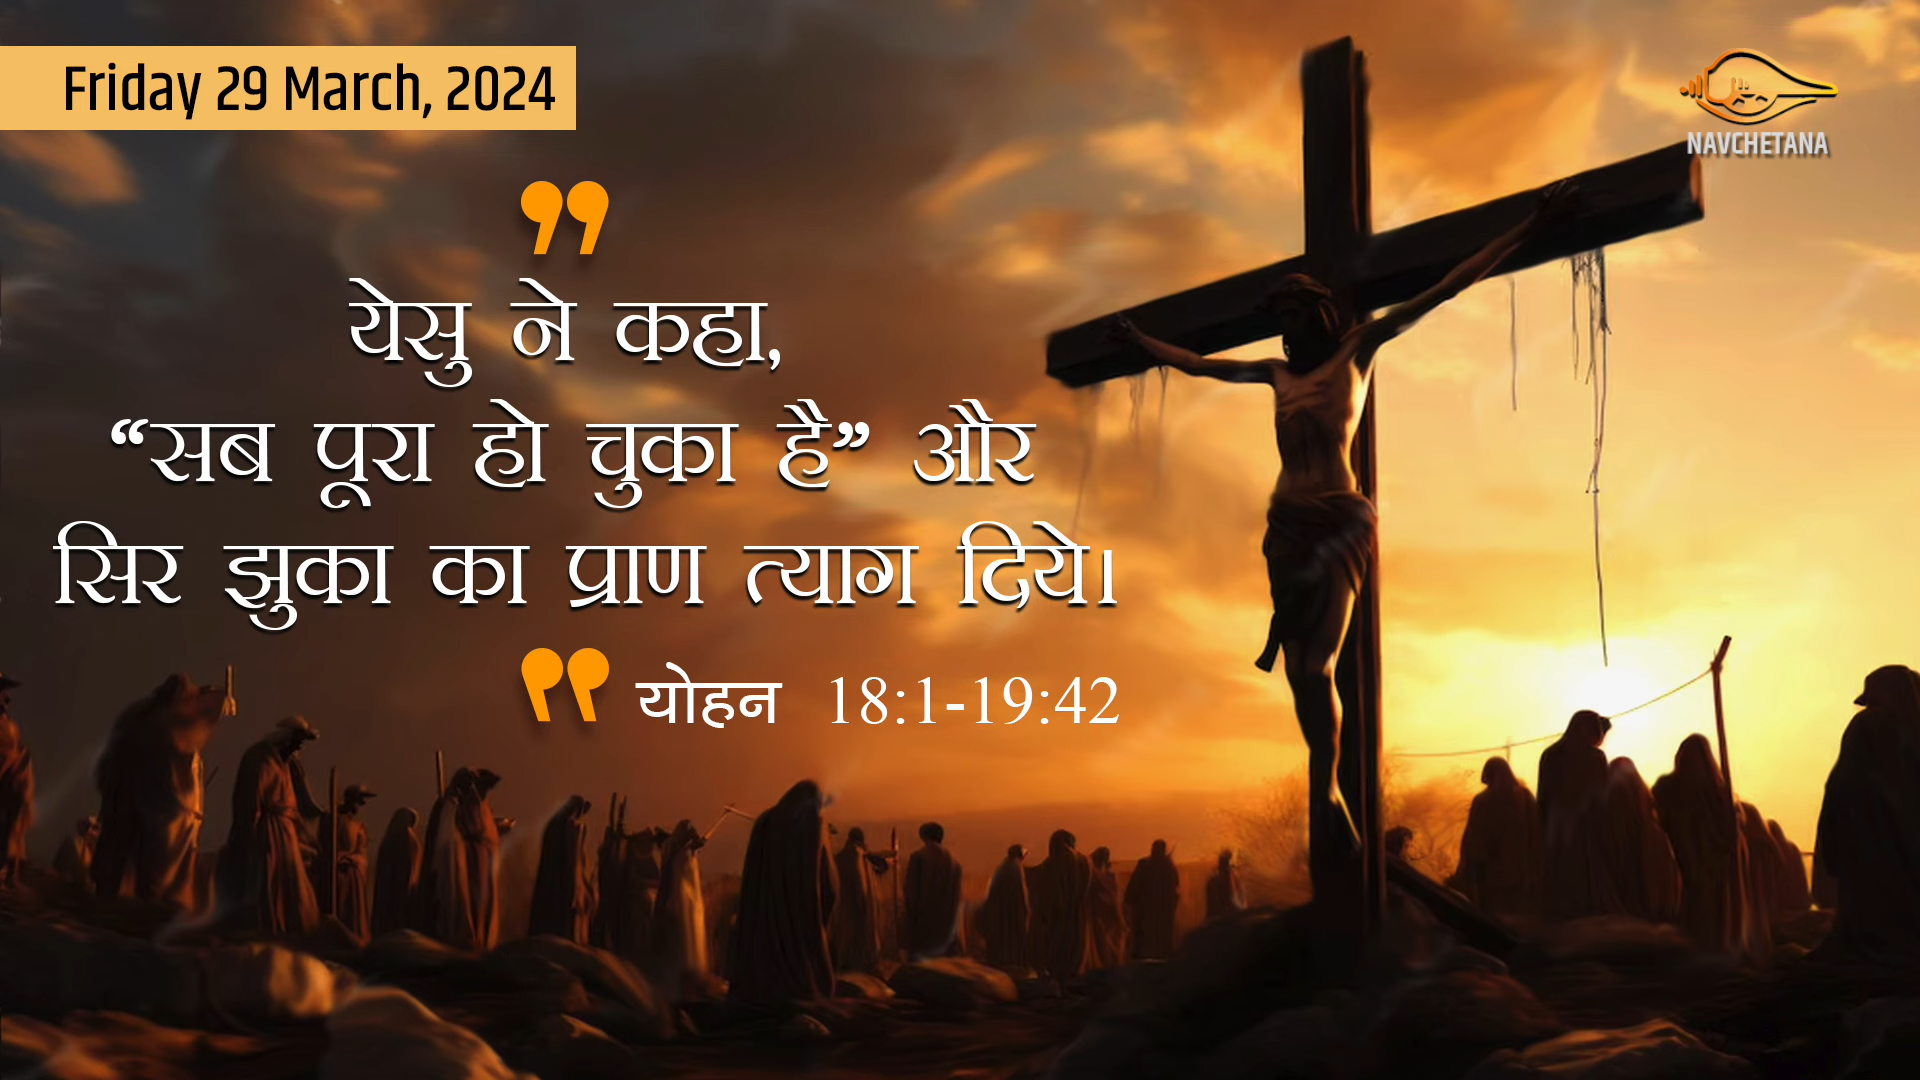 Friday 29 March, 2024
NAVCHETANA
येसु ने कहा,
“सब पूरा हो चुका है” और
सिर झुका का प्राण त्याग दिये।
योहन 18:1-19:42